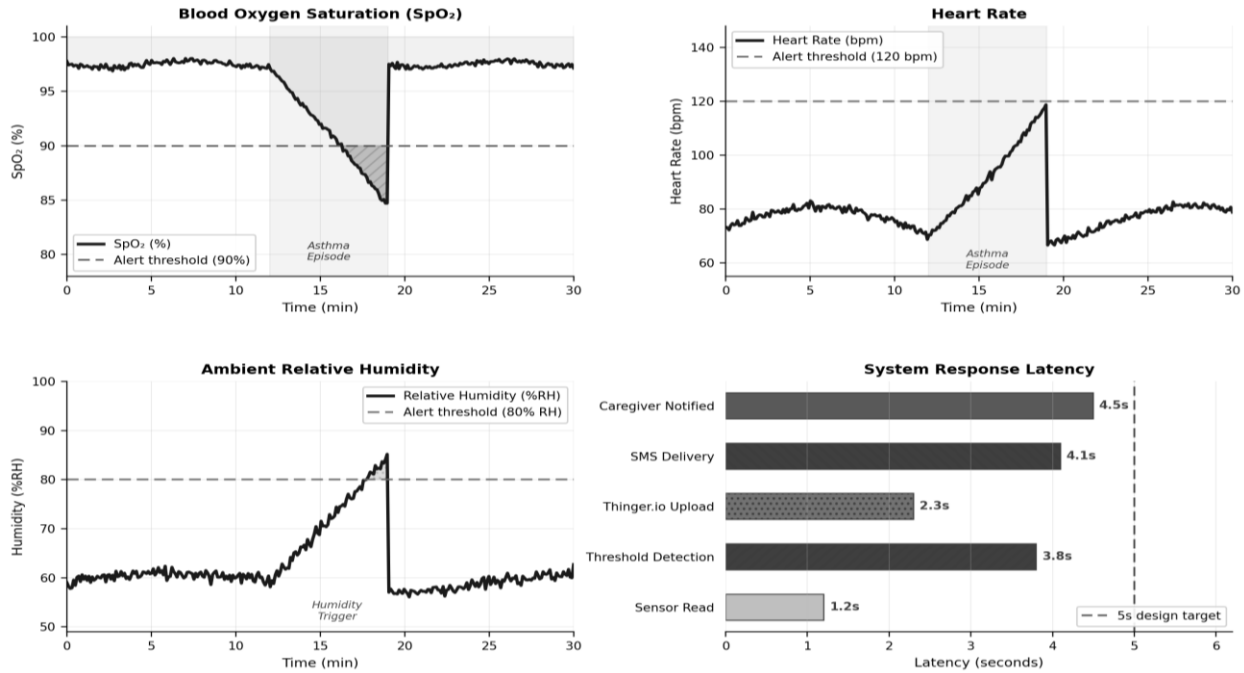 Blood Oxygen Saturation (SpO₂)
100
95
90
85
80
SpO₂ (%)
SpO₂ (%)
Alert threshold (90%)
Asthma
Episode
0
5
10
15
20
25
30
Time (min)
Heart Rate
140
120
100
80
60
Heart Rate (bpm)
Heart Rate (bpm)
Alert threshold (120 bpm)
Asthma
Episode
0
5
10
15
20
25
30
Time (min)
Ambient Relative Humidity
100
90
80
70
60
50
Humidity (%RH)
Relative Humidity (%RH)
Alert threshold (80% RH)
Humidity
Trigger
0
5
10
15
20
25
30
Time (min)
System Response Latency
Caregiver Notified
4.5s
SMS Delivery
4.1s
Thinger.io Upload
2.3s
Threshold Detection
3.8s
Sensor Read
1.2s
5s design target
0
1
2
3
4
5
6
Latency (seconds)